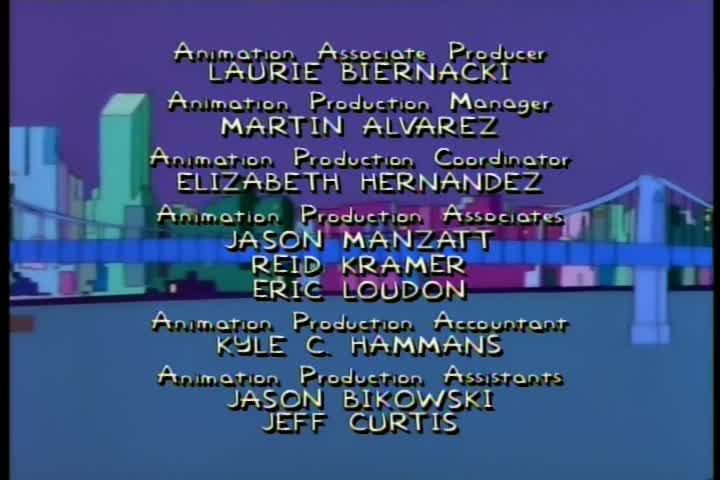 Animation Associate Producer
LAURIE BIERNACKI
Animation Production Manager
MARTIN ALVAREZ
Animation Production Coordinator
ELIZABETH HERNANDEZ
Animation Production Associates
JASON MANZATT
REID KRAMER
ERIC LOUDON
Animation Production Accountant
KYLE C. HAMMANS
Animation Production Assistants
JASON BIKOWSKI
JEFF CURTIS